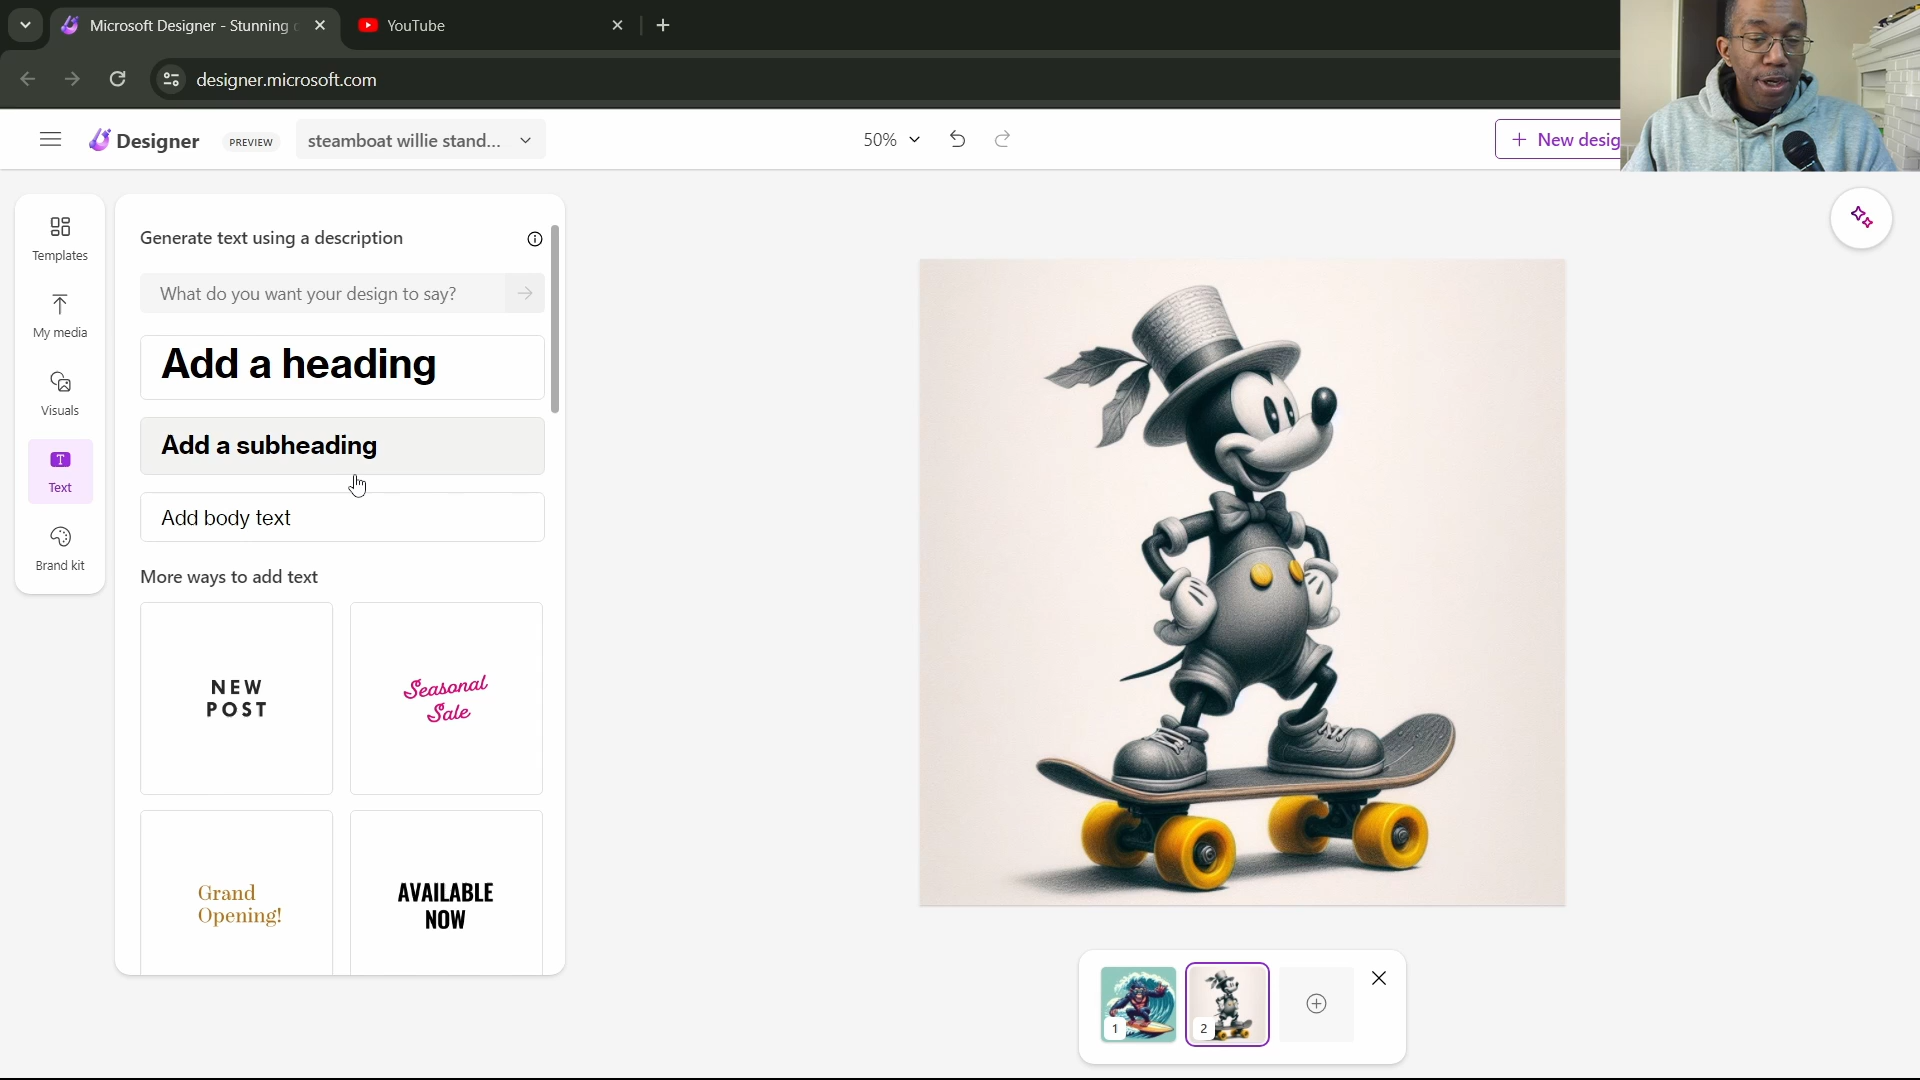 Microsoft Designer - Stunning
YouTube
designer.microsoft.com
Designer
PREVIEW
steamboat willie stand...
50%
New desig
Templates
My media
Visuals
Text
Brand kit
Generate text using a description
What do you want your design to say?
Add a heading
Add a subheading
Add body text
More ways to add text
NEW
POST
Seasonal
Sale
Grand
Opening!
AVAILABLE
NOW
1
2